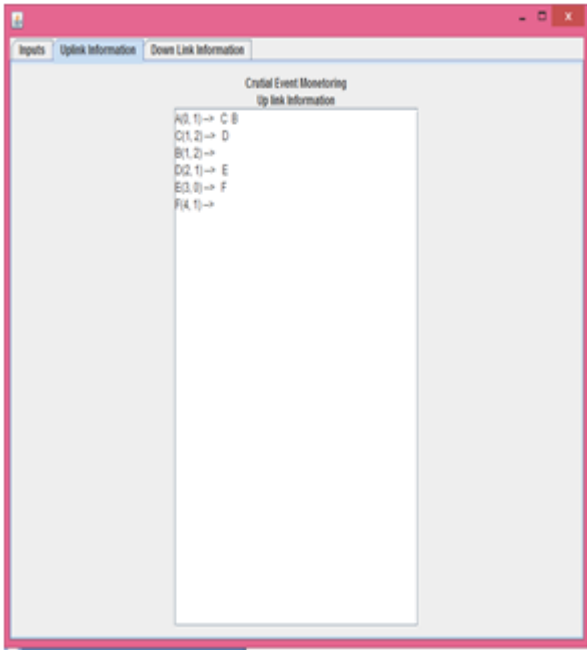 Inputs Uplink Information Down Link Information
Crutial Event Monetoring
Up link Information
A(0, 1)--> C B
C(1, 2)--> D
B(1, 2)-->
D(2, 1)--> E
E(3, 0)--> F
F(4, 1)-->